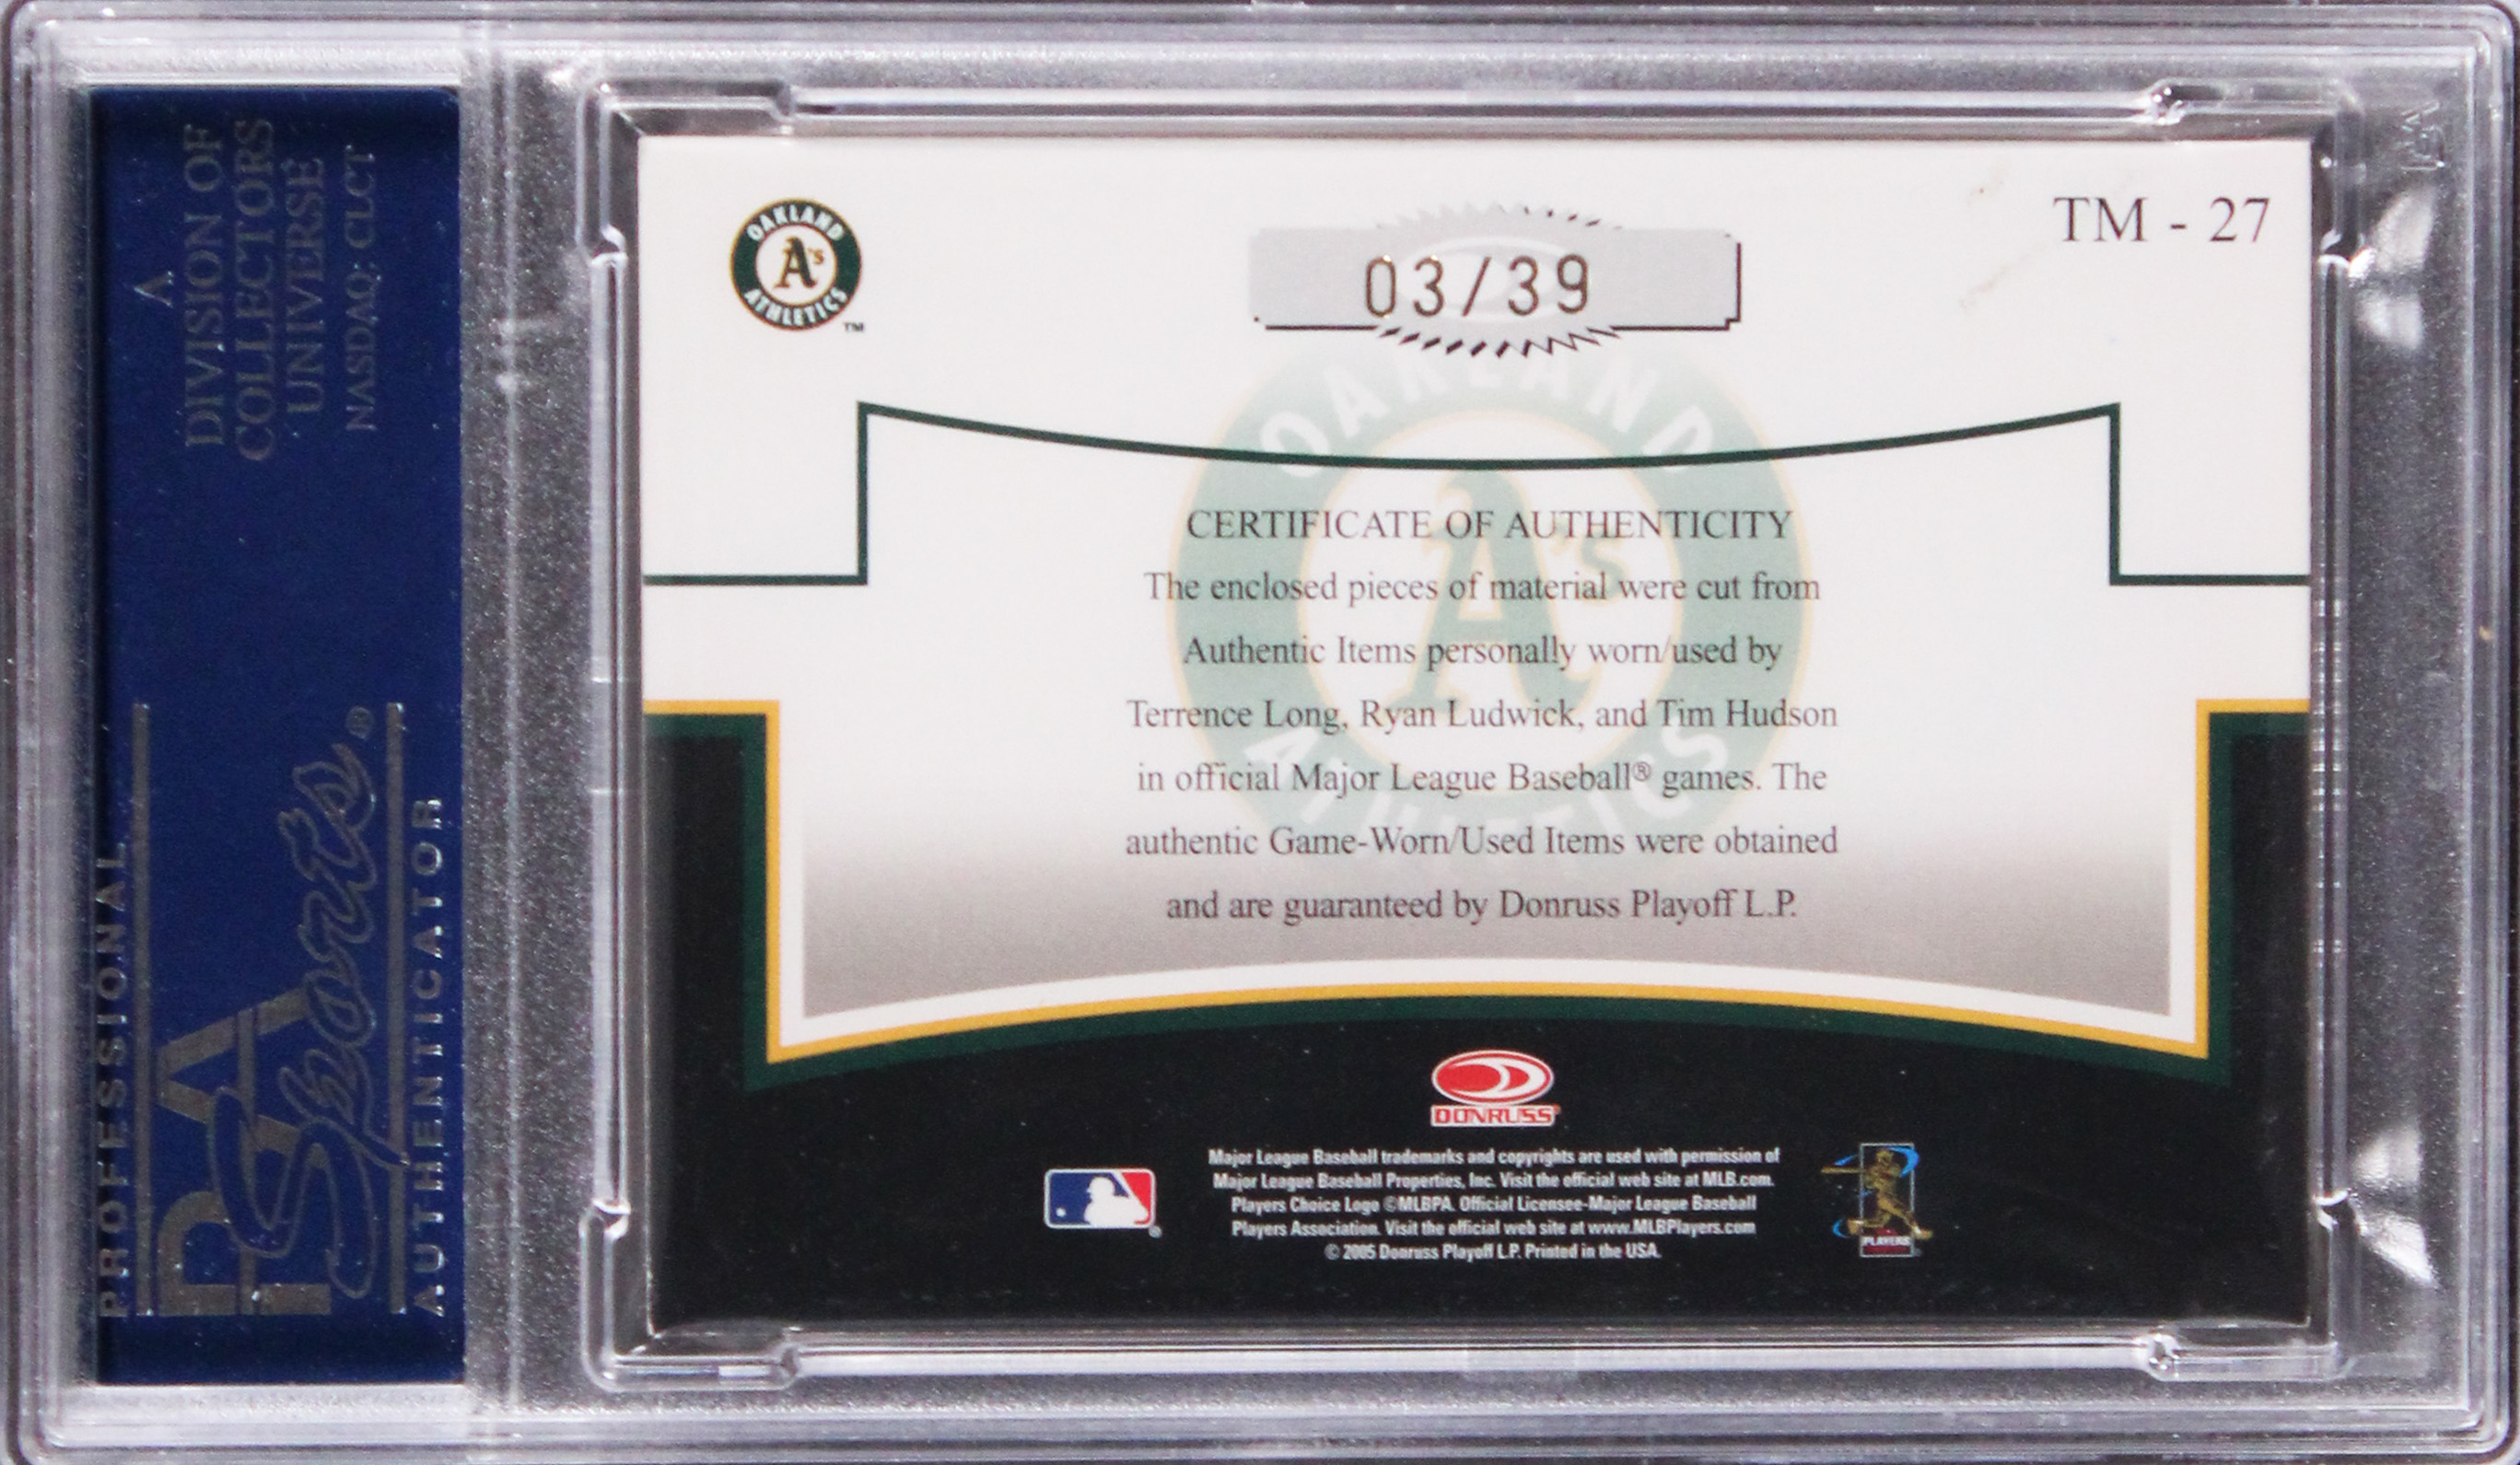 A
DIVISION OF
COLLECTORS
UNIVERSE
NASDAQ: CLCT
PROFESSIONAL
PSA
Sports®
AUTHENTICATOR
OAKLAND
A's
ATHLETICS
TM
03/39
TM - 27
OAKLAND
A's
ATHLETICS
CERTIFICATE OF AUTHENTICITY
The enclosed pieces of material were cut from
Authentic Items personally worn/used by
Terrence Long, Ryan Ludwick, and Tim Hudson
in official Major League Baseball® games. The
authentic Game-Worn/Used Items were obtained
and are guaranteed by Donruss Playoff L.P.
DONRUSS®
Major League Baseball trademarks and copyrights are used with permission of
Major League Baseball Properties, Inc. Visit the official web site at MLB.com.
Players Choice Logo ©MLBPA. Official Licensee-Major League Baseball
Players Association. Visit the official web site at www.MLBPlayers.com
© 2005 Donruss Playoff L.P. Printed in the USA.
PLAYERS